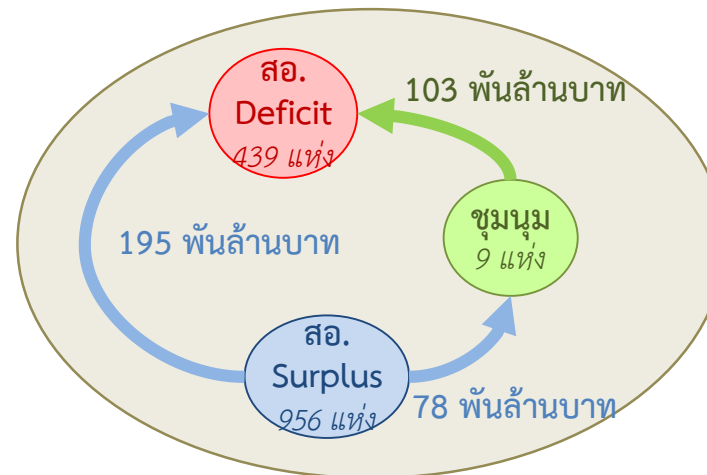 สอ.
Deficit
439 แห่ง
103 พันล้านบาท
195 พันล้านบาท
ชุมนุม
9 แห่ง
สอ.
Surplus
956 แห่ง
78 พันล้านบาท